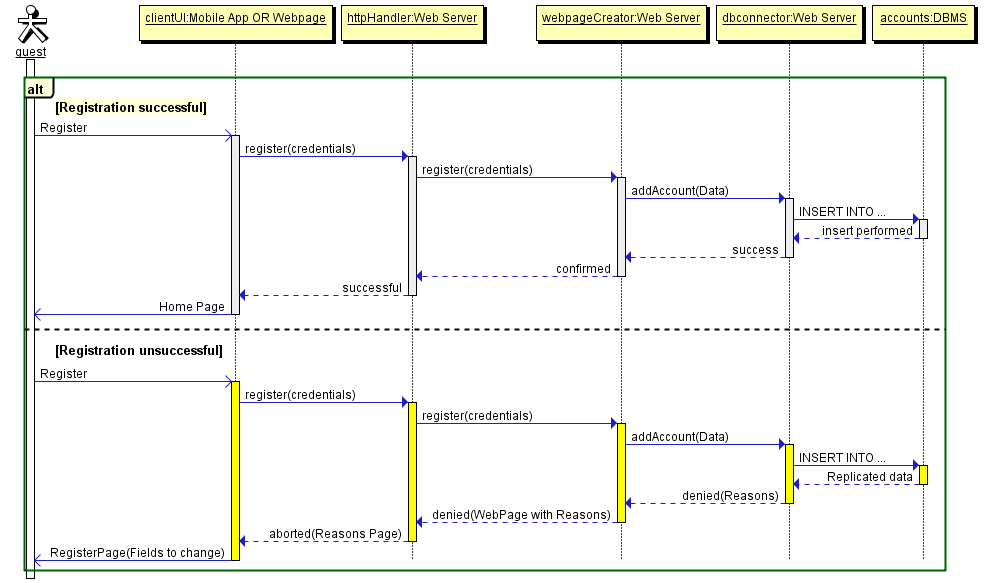 clientUI:Mobile App OR Webpage
httpHandler:Web Server
webpageCreator:Web Server
dbconnector:Web Server
accounts:DBMS
guest
alt
[Registration successful]
Register
register(credentials)
register(credentials)
addAccount(Data)
INSERT INTO ...
insert performed
success
confirmed
successful
Home Page
[Registration unsuccessful]
Register
register(credentials)
register(credentials)
addAccount(Data)
INSERT INTO ...
Replicated data
denied(Reasons)
denied(WebPage with Reasons)
aborted(Reasons Page)
RegisterPage(Fields to change)